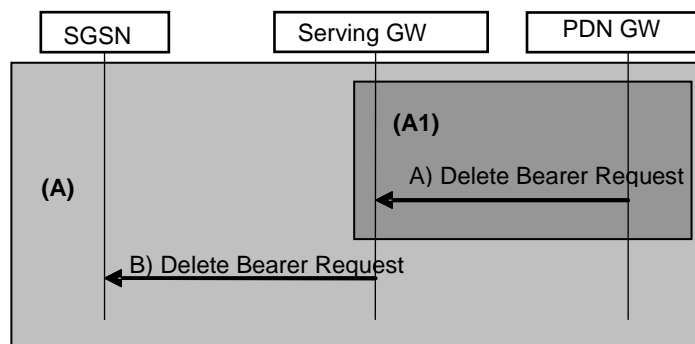 SGSN
Serving GW
PDN GW
(A1)
(A)
A) Delete Bearer Request
B) Delete Bearer Request